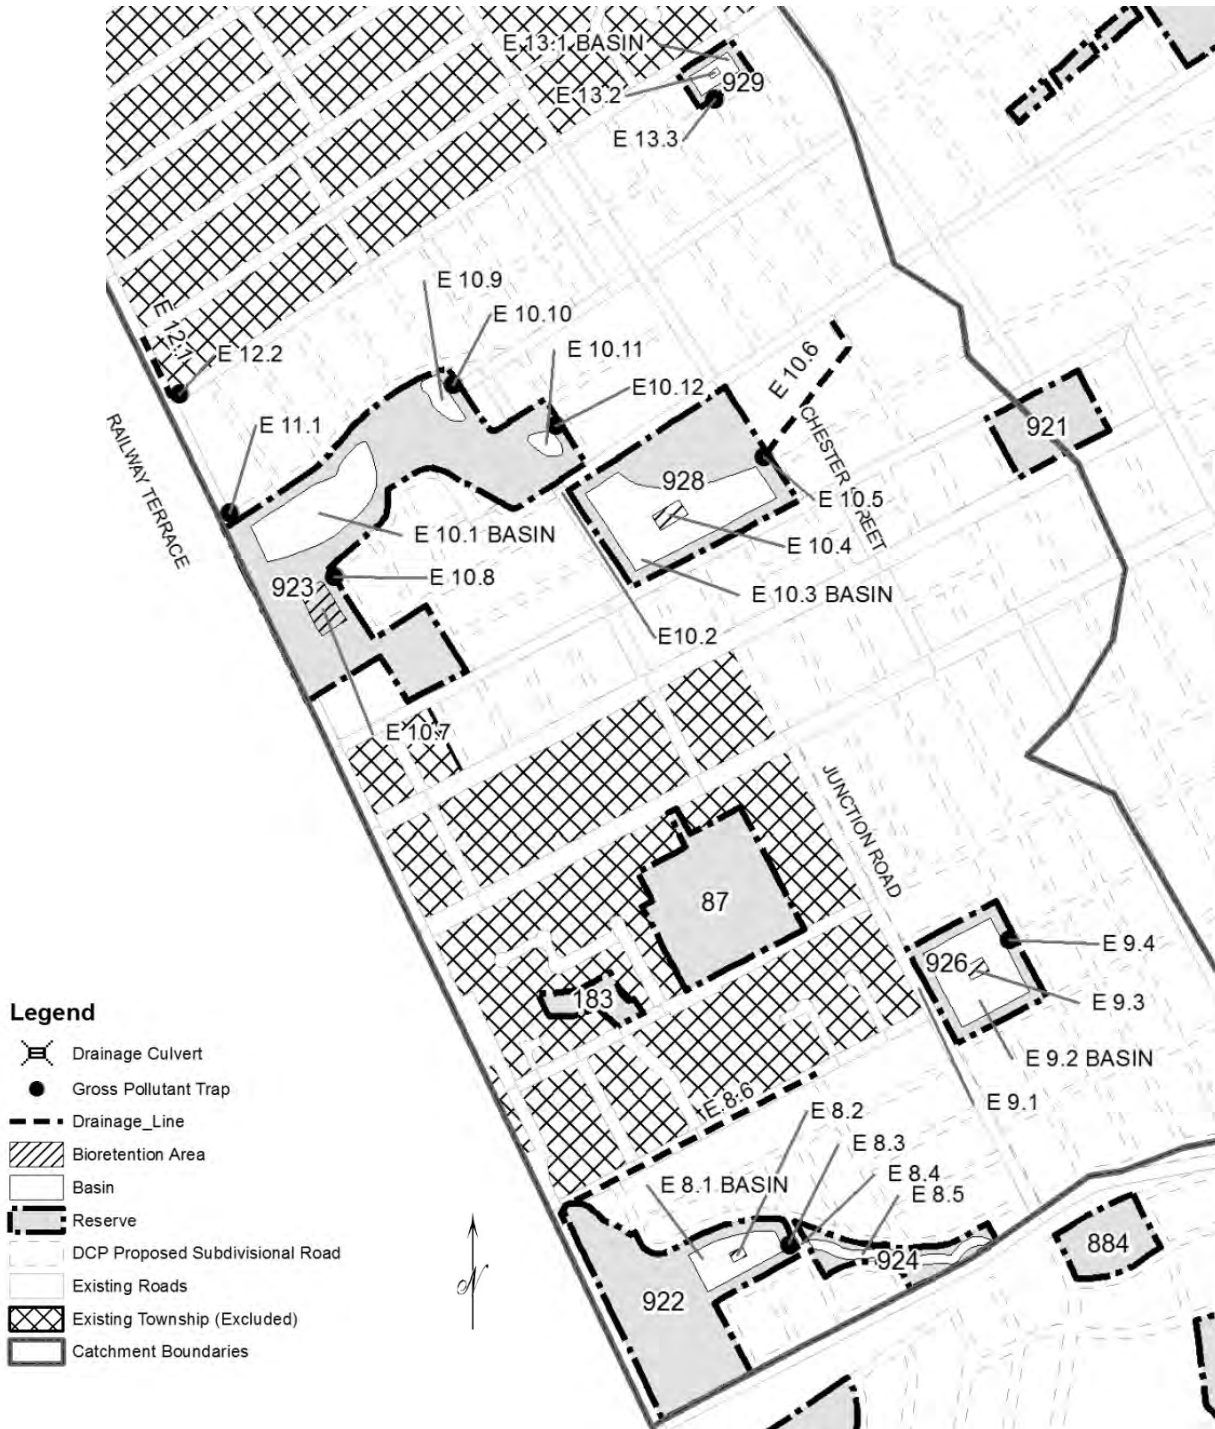 E 13.1 BASIN
929
E 13.2
E 13.3
E 10.9
E 10.10
E 12.1
E 12.2
E 10.11
E 10.6
E10.12
E 11.1
CHESTER STREET
921
RAILWAY TERRACE
928
E 10.5
E 10.1 BASIN
E 10.4
923
E 10.8
E 10.3 BASIN
E10.2
E 10.7
JUNCTION ROAD
87
926
E 9.4
183
E 9.3
E 9.2 BASIN
E 8.6
E 9.1
E 8.2
E 8.3
E 8.4
E 8.1 BASIN
E 8.5
884
924
922
N
Legend
Drainage Culvert
Gross Pollutant Trap
Drainage_Line
Bioretention Area
Basin
Reserve
DCP Proposed Subdivisional Road
Existing Roads
Existing Township (Excluded)
Catchment Boundaries